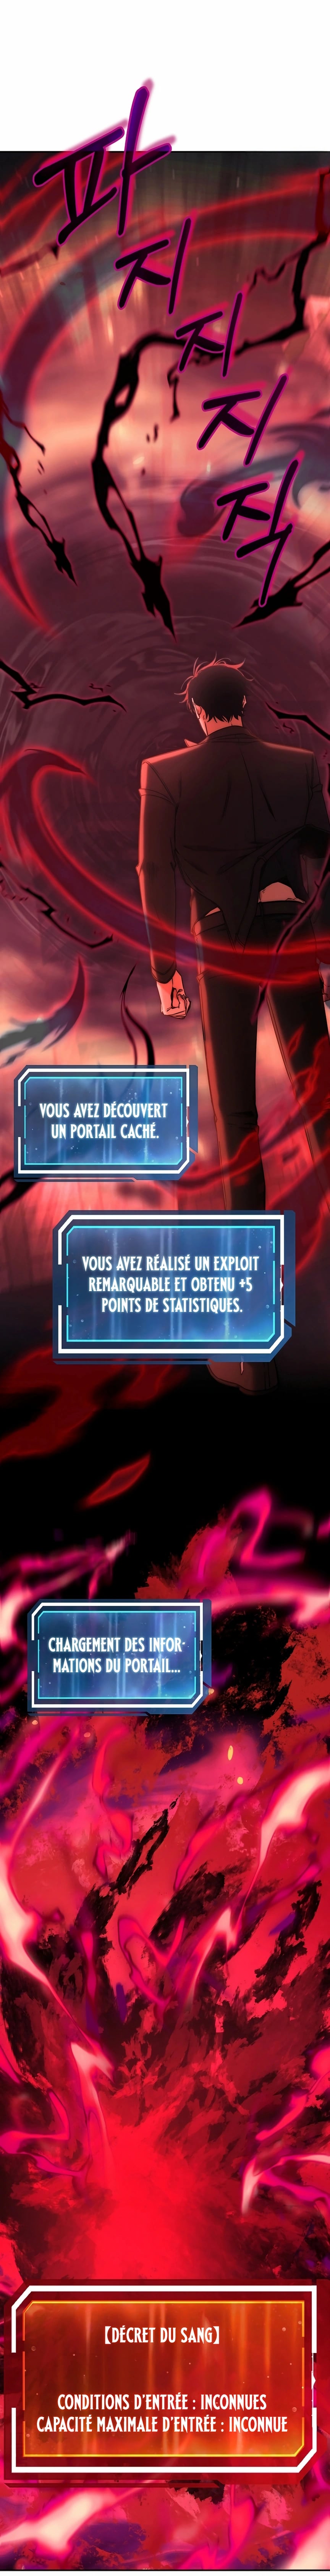 파
지
지
지
직
VOUS AVEZ DÉCOUVERT
UN PORTAIL CACHÉ.
VOUS AVEZ RÉALISÉ UN EXPLOIT
REMARQUABLE ET OBTENU +5
POINTS DE STATISTIQUES.
CHARGEMENT DES INFOR-
MATIONS DU PORTAIL...
【DÉCRET DU SANG】
CONDITIONS D'ENTRÉE : INCONNUES
CAPACITÉ MAXIMALE D'ENTRÉE : INCONNUE